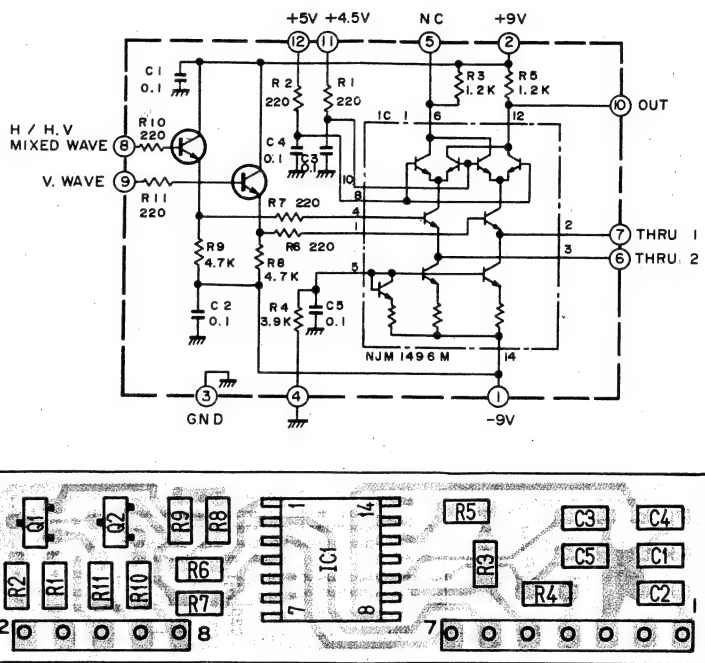 +5V +4.5V NC +9V
12 11 5 2
C1
0.1
R2
220
R1
220
R3
1.2K
R5
1.2K
10 OUT
IC 1 6 12
H / H.V
MIXED WAVE 8
R10
220
C4
0.1
C3
0.1
10
8
V. WAVE 9
R11
220
R7 220
4
1
R6 220
2
7 THRU 1
3
6 THRU 2
R9
4.7K
R8
4.7K
5
C2
0.1
R4
3.9K
C5
0.1
NJM1496M 14
3
GND
4
1
-9V
Q1 Q2 R9 R8 1 14 R5 C3 C4
R6 IC1 R3 C5 C1
R2 R1 R11 R10 R7 7 8 R4 C2
2 8 7 1